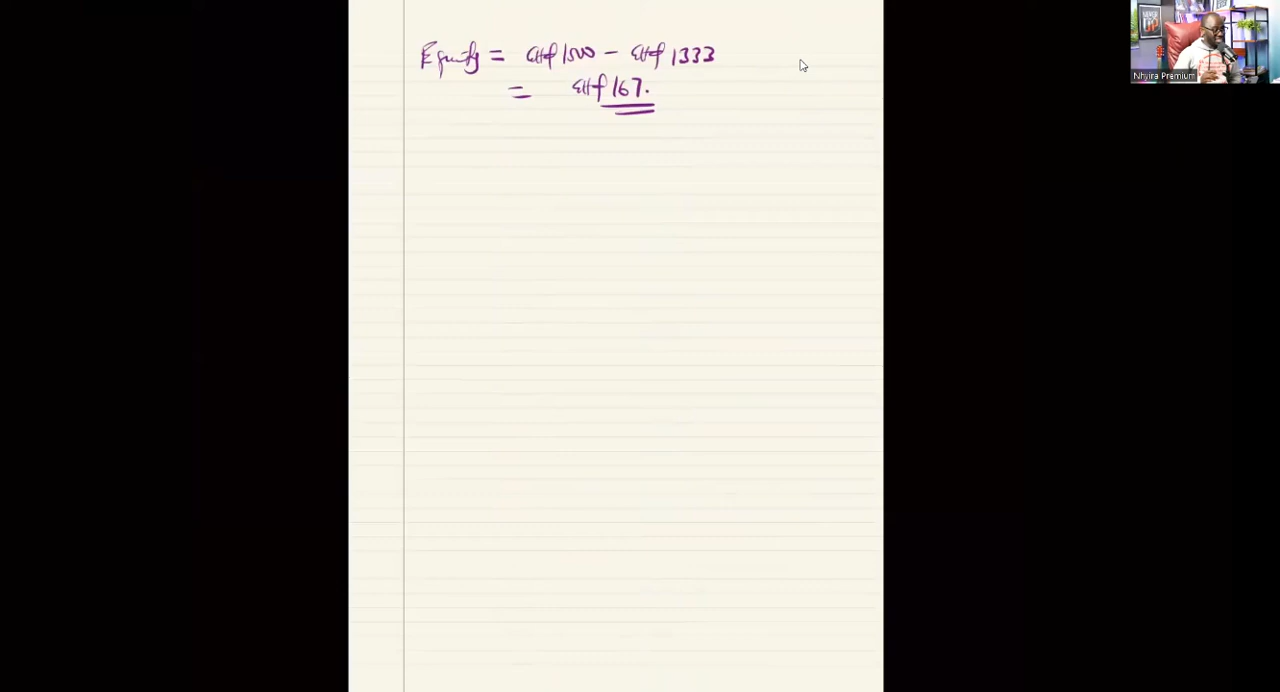 Equity = GH¢ 1500 - GH¢ 1333
= GH¢ 167.
Nhyira Premium